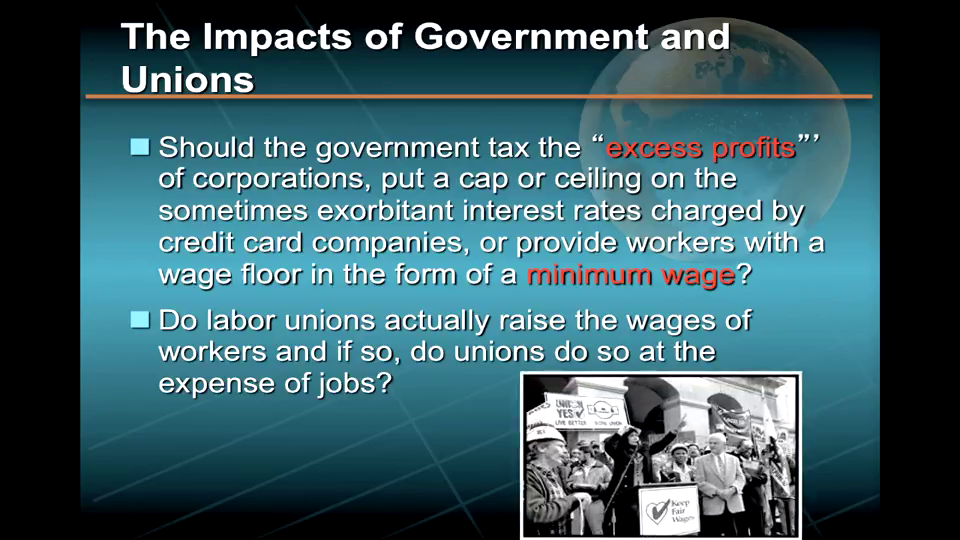 The Impacts of Government and
Unions
Should the government tax the “excess profits”’
of corporations, put a cap or ceiling on the
sometimes exorbitant interest rates charged by
credit card companies, or provide workers with a
wage floor in the form of a minimum wage?
Do labor unions actually raise the wages of
workers and if so, do unions do so at the
expense of jobs?
YES
LIVE BETTER
Keep
Fair
Wages